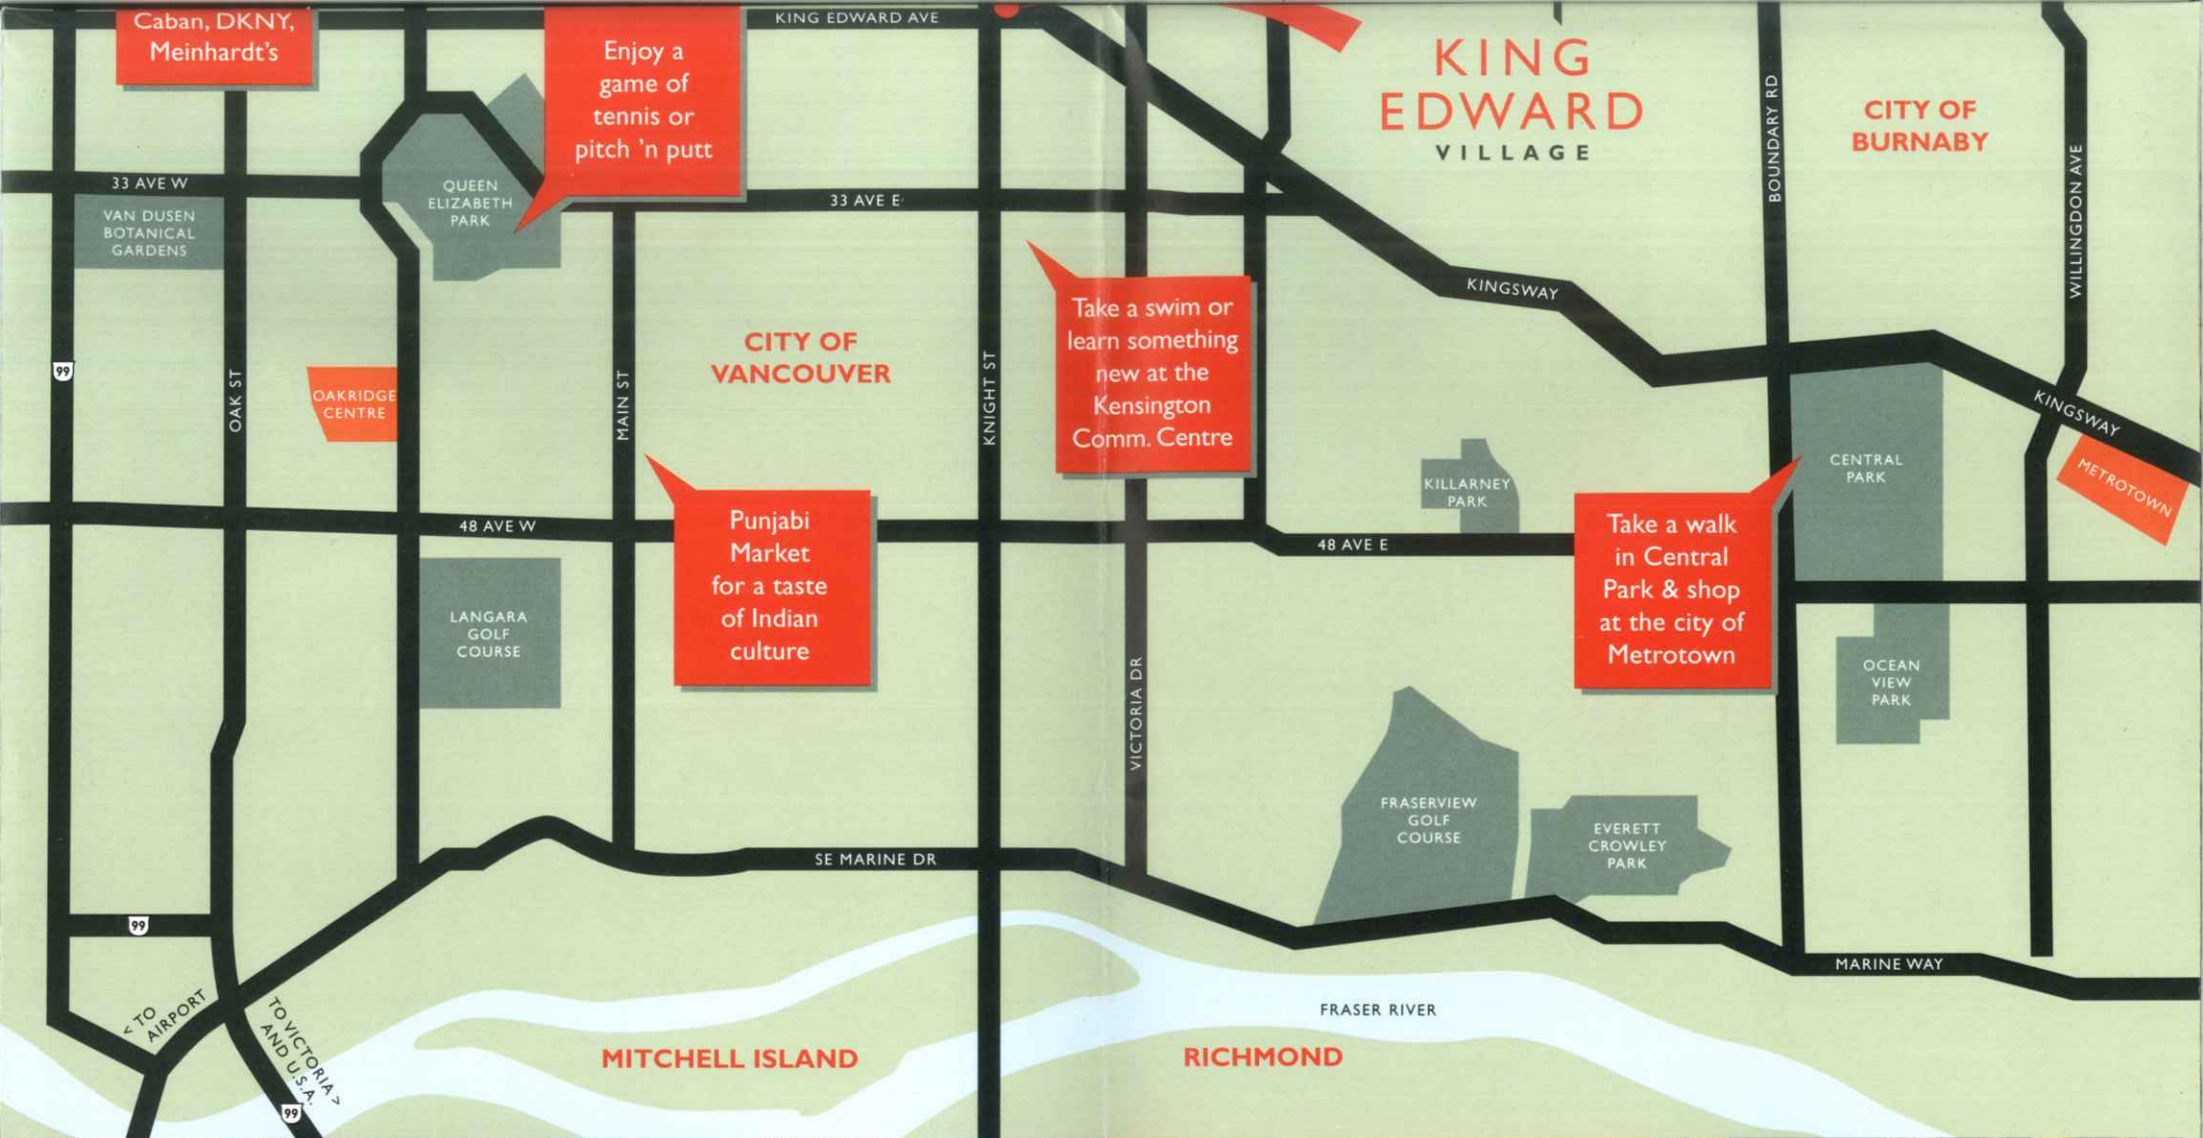 Caban, DKNY,
Meinhardt's
KING EDWARD AVE
Enjoy a
game of
tennis or
pitch 'n putt
KING
EDWARD
VILLAGE
BOUNDARY RD
CITY OF
BURNABY
WILLINGDON AVE
33 AVE W
VAN DUSEN
BOTANICAL
GARDENS
QUEEN
ELIZABETH
PARK
33 AVE E
KINGSWAY
Take a swim or
learn something
new at the
Kensington
Comm. Centre
CITY OF
VANCOUVER
99
OAK ST
OAKRIDGE
CENTRE
MAIN ST
KNIGHT ST
KINGSWAY
METROTOWN
CENTRAL
PARK
KILLARNEY
PARK
48 AVE W
Punjabi
Market
for a taste
of Indian
culture
48 AVE E
Take a walk
in Central
Park & shop
at the city of
Metrotown
LANGARA
GOLF
COURSE
VICTORIA DR
OCEAN
VIEW
PARK
FRASERVIEW
GOLF
COURSE
EVERETT
CROWLEY
PARK
SE MARINE DR
99
MARINE WAY
< TO
AIRPORT
TO VICTORIA >
AND U.S.A.
99
FRASER RIVER
MITCHELL ISLAND
RICHMOND